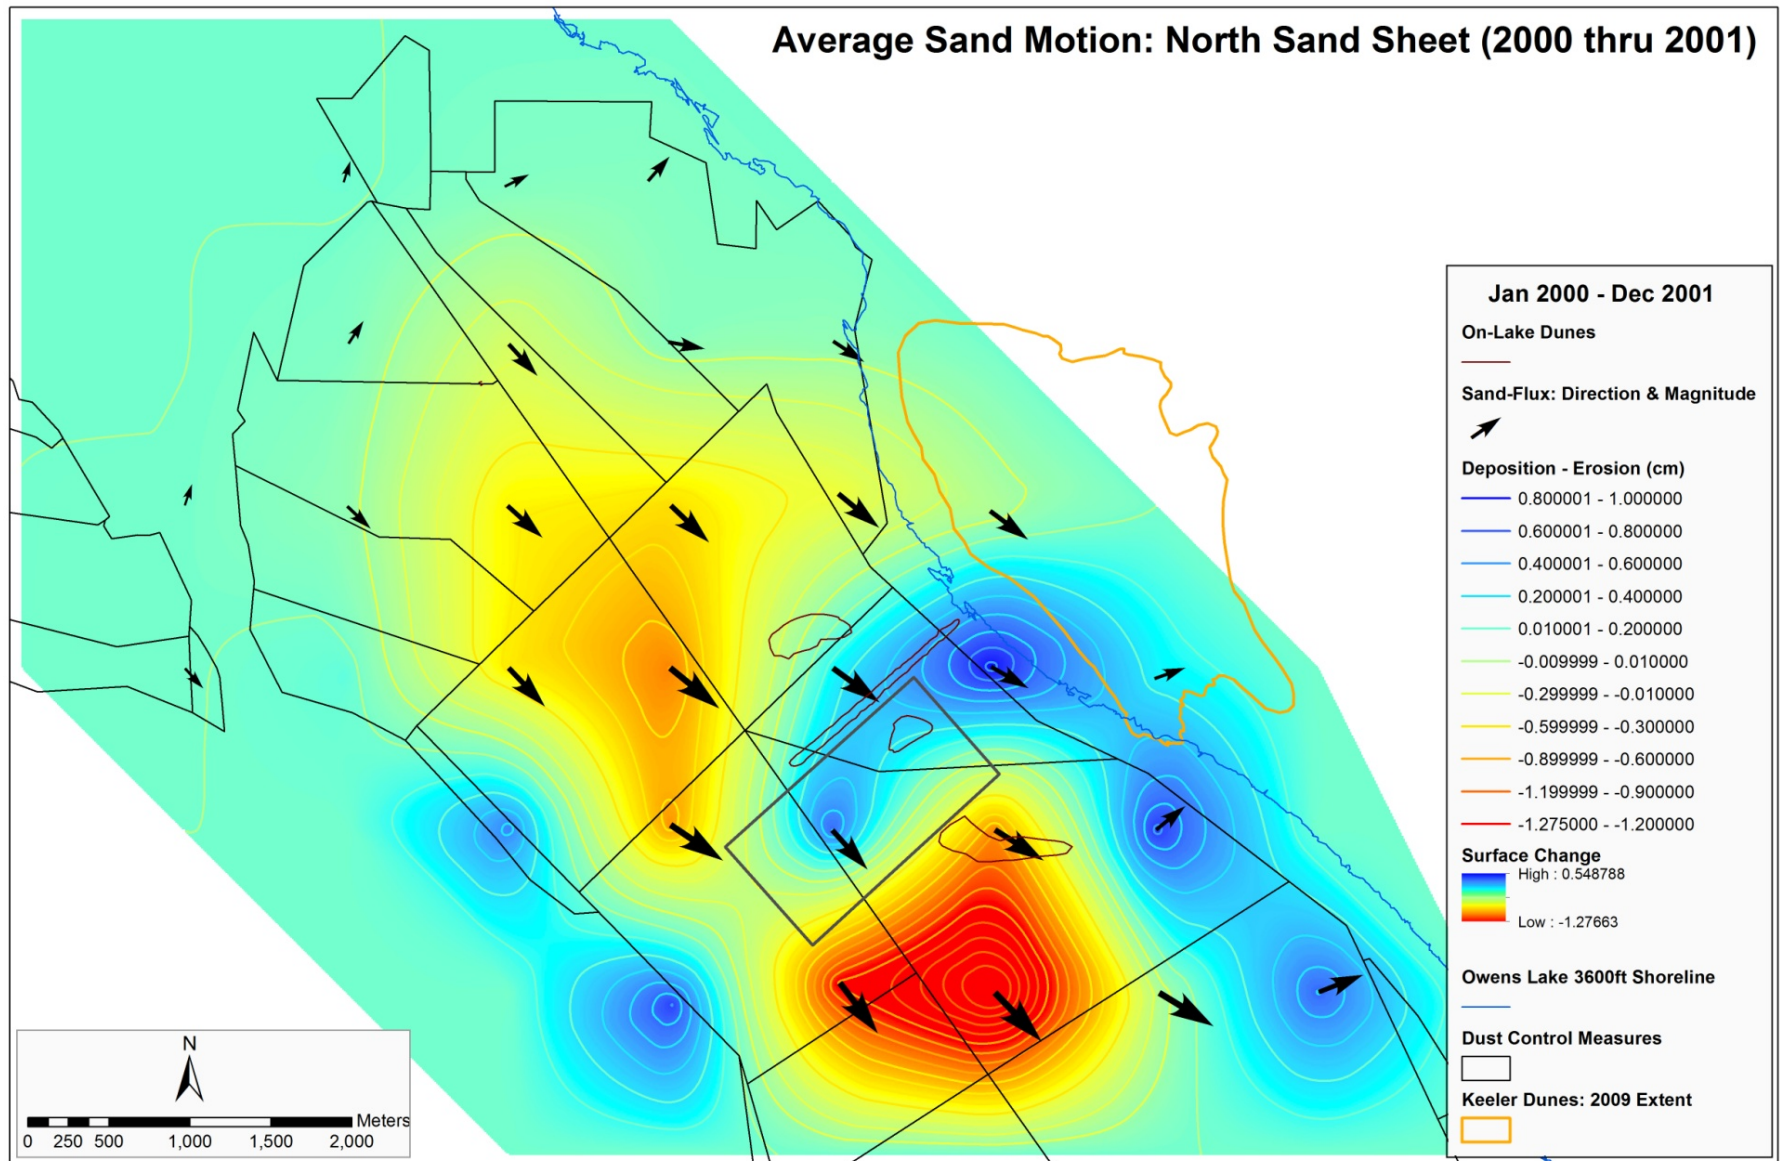 Average Sand Motion: North Sand Sheet (2000 thru 2001)
Jan 2000 - Dec 2001
On-Lake Dunes
Sand-Flux: Direction & Magnitude
Deposition - Erosion (cm)
0.800001 - 1.000000
0.600001 - 0.800000
0.400001 - 0.600000
0.200001 - 0.400000
0.010001 - 0.200000
-0.009999 - 0.010000
-0.299999 - -0.010000
-0.599999 - -0.300000
-0.899999 - -0.600000
-1.199999 - -0.900000
-1.275000 - -1.200000
Surface Change
High : 0.548788
Low : -1.27663
Owens Lake 3600ft Shoreline
Dust Control Measures
Keeler Dunes: 2009 Extent
N
Meters
0 250 500 1,000 1,500 2,000